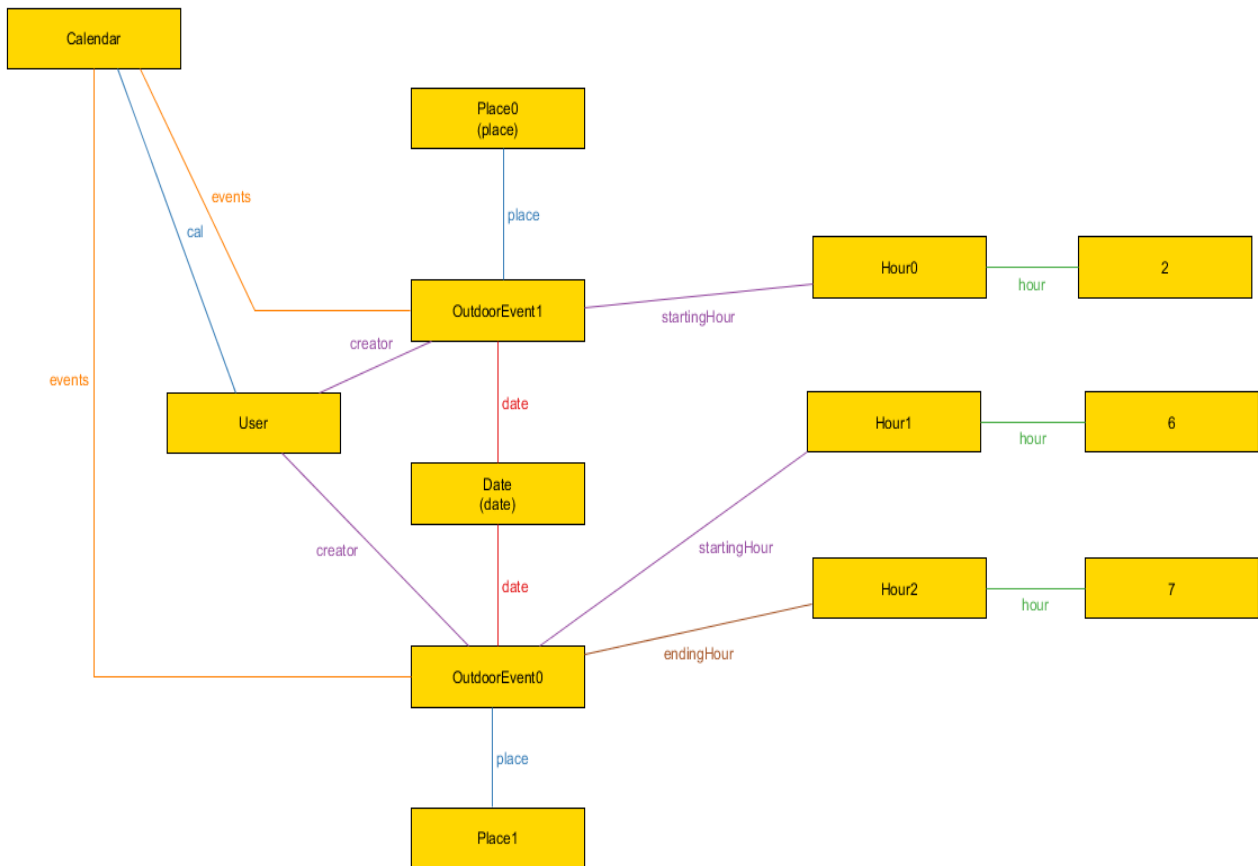 Calendar
Place0
(place)
events
place
cal
Hour0
hour
2
OutdoorEvent1
startingHour
creator
events
date
User
Hour1
hour
6
Date
(date)
creator
startingHour
date
Hour2
hour
7
endingHour
OutdoorEvent0
place
Place1